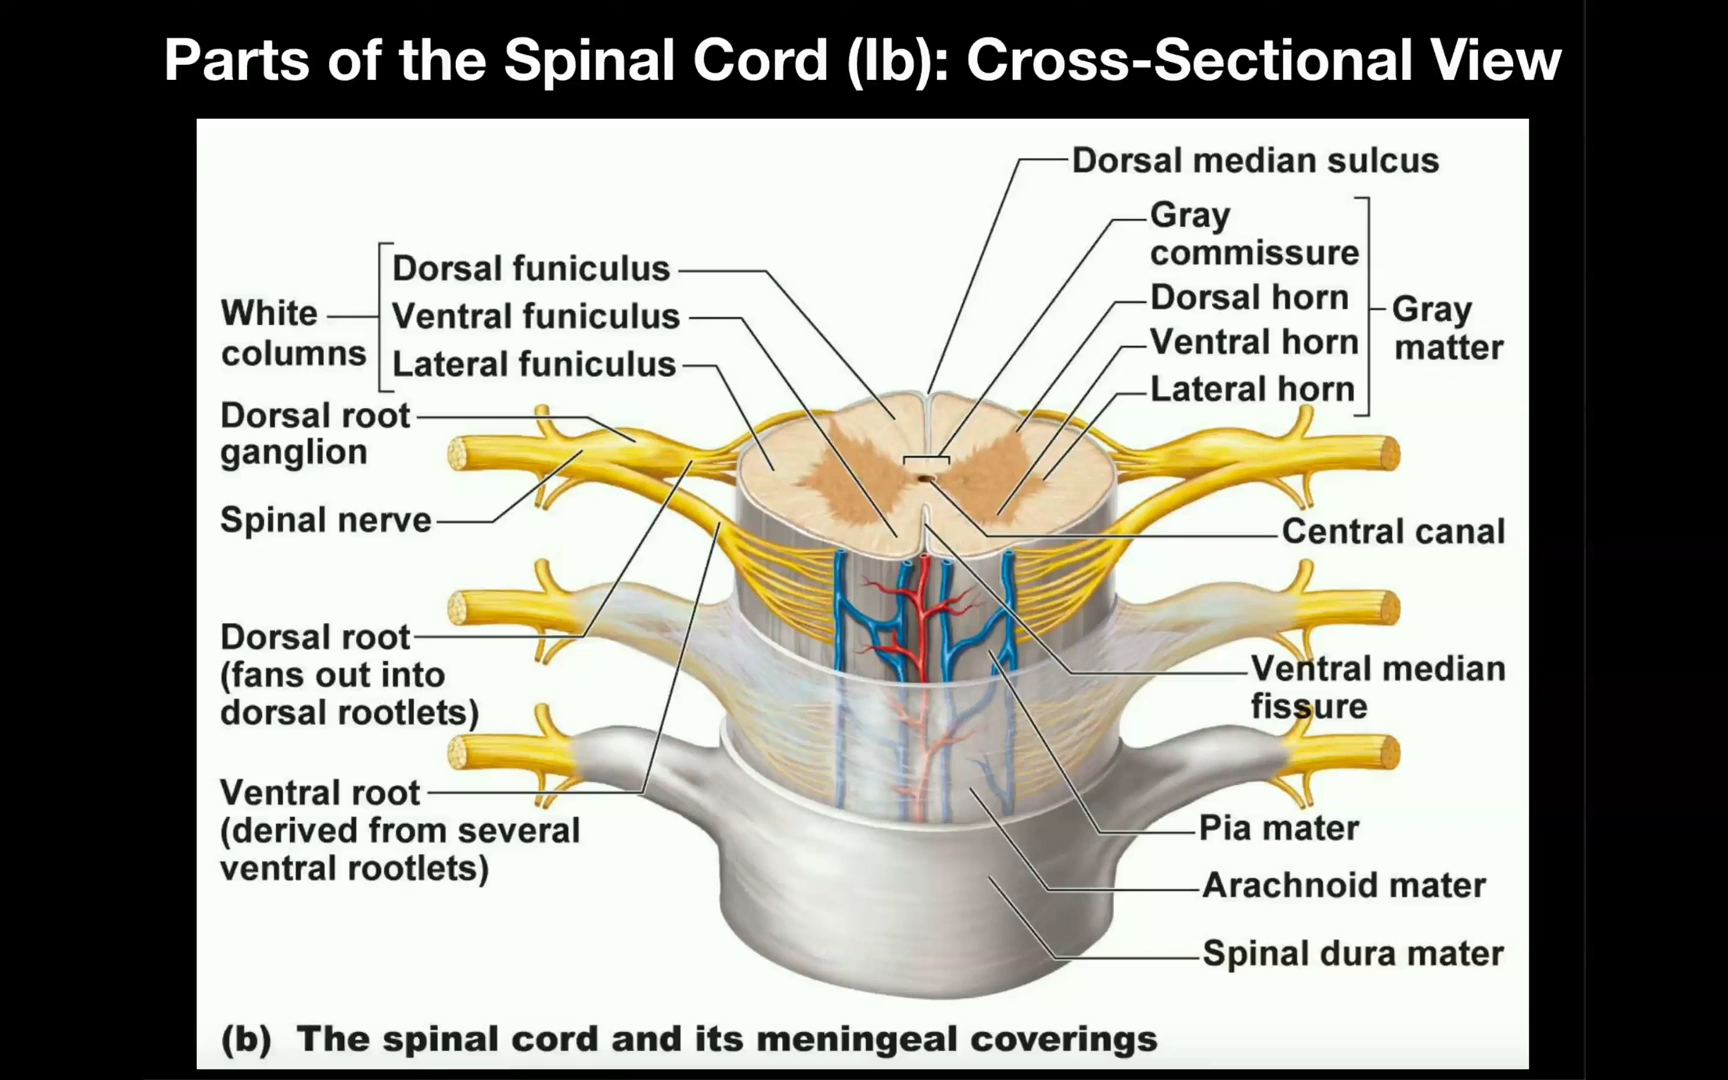 Parts of the Spinal Cord (Ib): Cross-Sectional View
Dorsal median sulcus
Gray
commissure
Dorsal horn
Ventral horn
Lateral horn
Gray
matter
White
columns
Dorsal funiculus
Ventral funiculus
Lateral funiculus
Dorsal root
ganglion
Spinal nerve
Central canal
Dorsal root
(fans out into
dorsal rootlets)
Ventral median
fissure
Ventral root
(derived from several
ventral rootlets)
Pia mater
Arachnoid mater
Spinal dura mater
(b) The spinal cord and its meningeal coverings